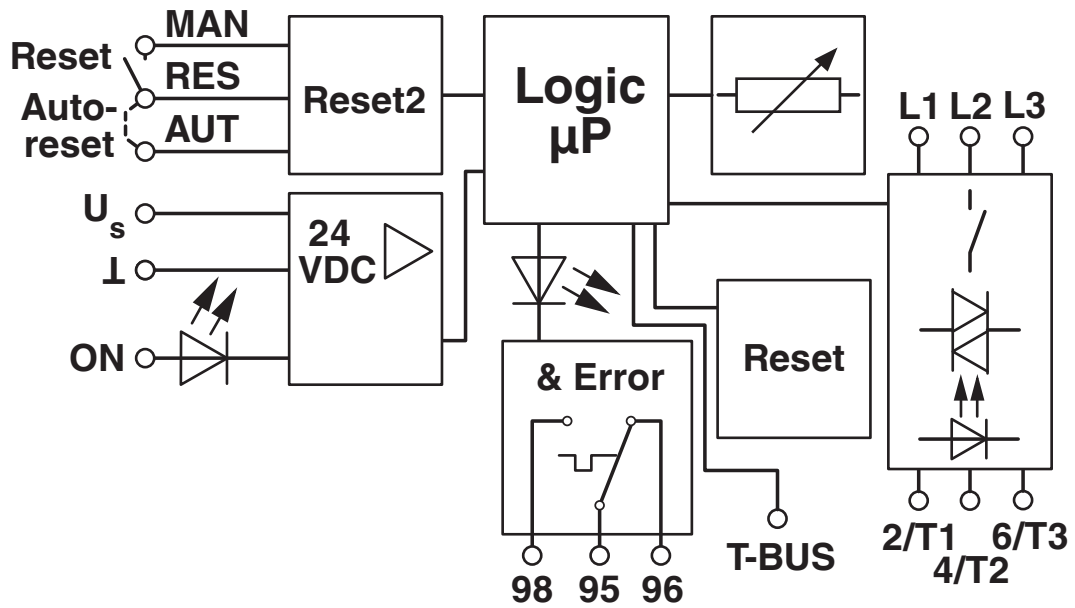 MAN
Reset
RES
Auto-
reset
AUT
Reset2
Logic
µP
L1 L2 L3
Us
⊥
24
VDC
ON
& Error
Reset
98 95 96
T-BUS
2/T1 6/T3
4/T2